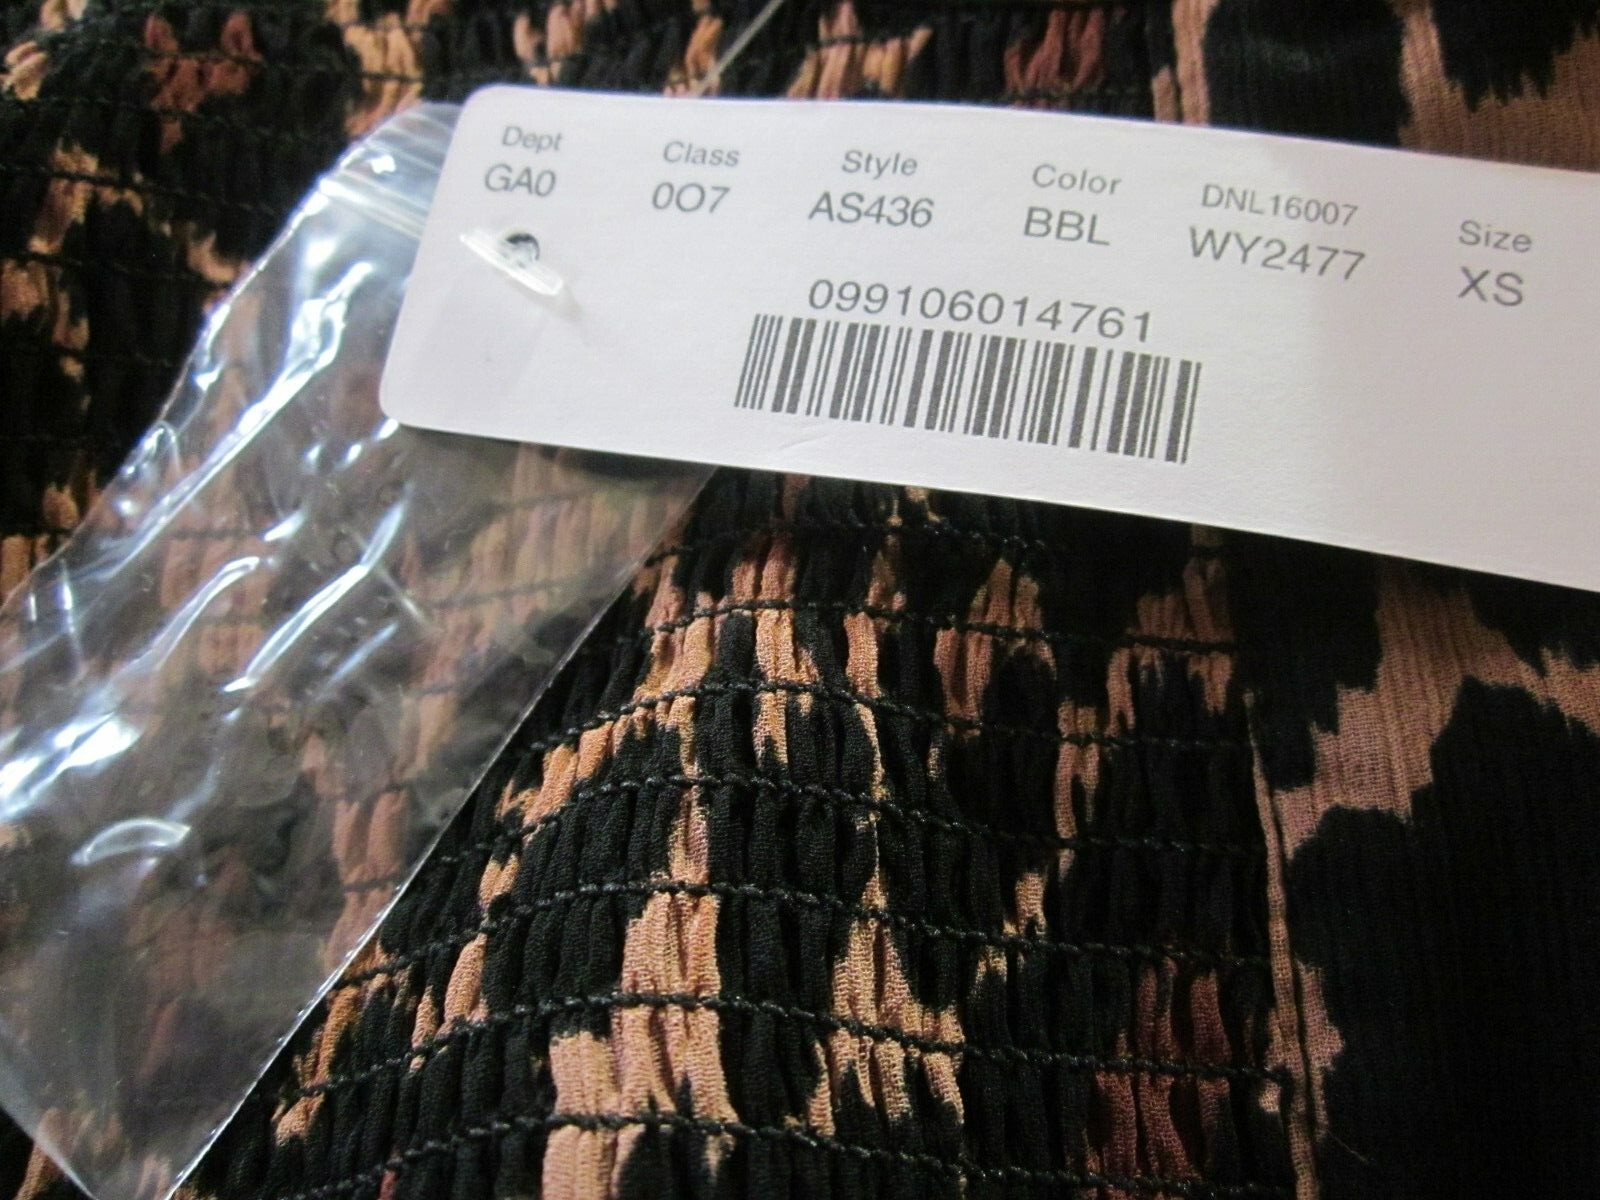 Dept Class Style Color DNL16007 Size
GA0 0O7 AS436 BBL WY2477 XS
099106014761